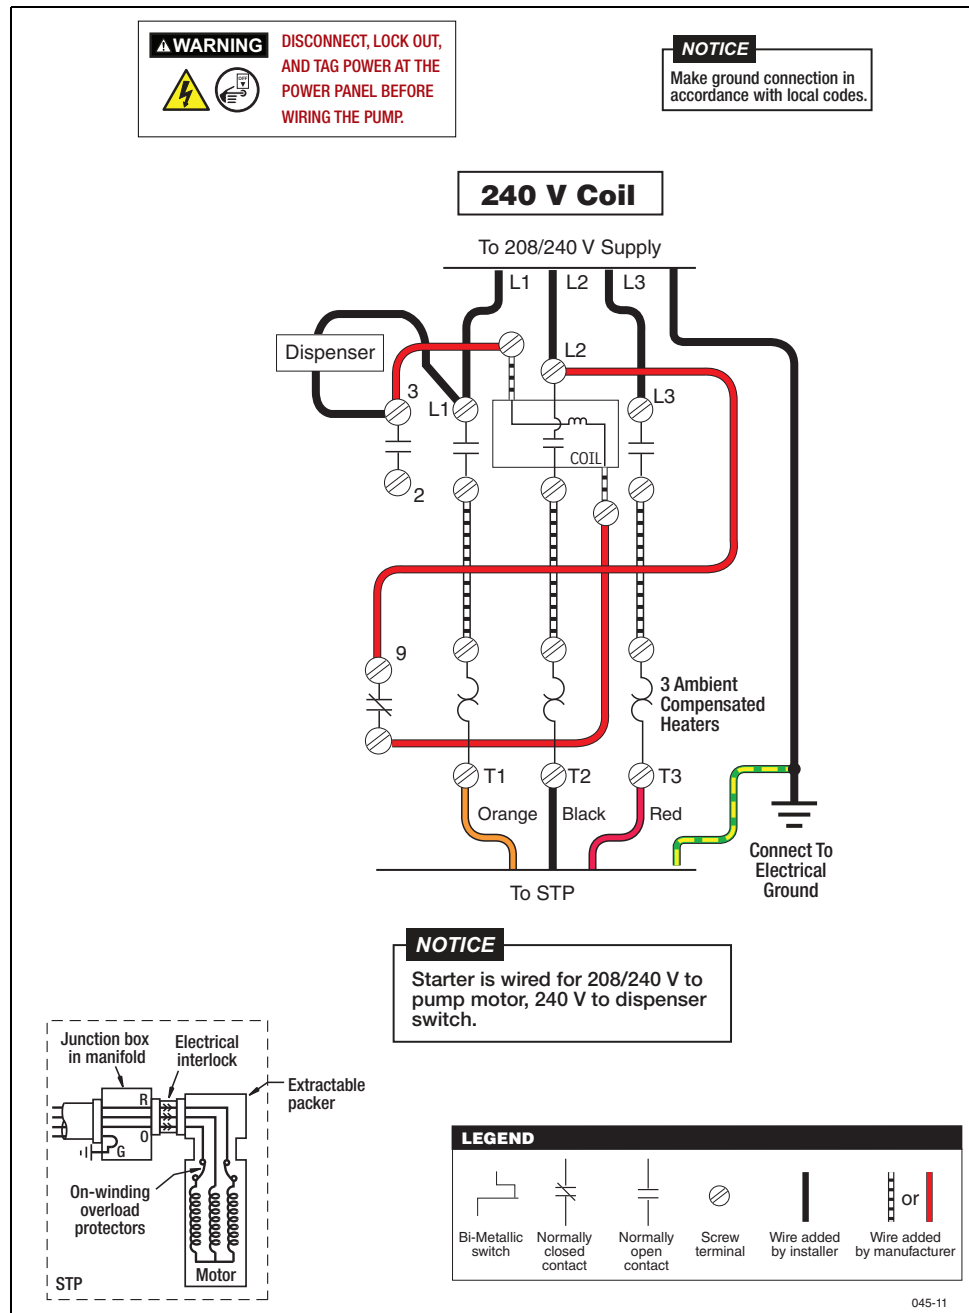 WARNING
DISCONNECT, LOCK OUT,
AND TAG POWER AT THE
POWER PANEL BEFORE
WIRING THE PUMP.
OFF
NOTICE
Make ground connection in
accordance with local codes.
240 V Coil
To 208/240 V Supply
L1 L2 L3
Dispenser
L2
3
L1
L3
COIL
2
9
3 Ambient
Compensated
Heaters
T1 T2 T3
Orange Black Red
Connect To
Electrical
Ground
To STP
NOTICE
Starter is wired for 208/240 V to
pump motor, 240 V to dispenser
switch.
Junction box
in manifold
Electrical
interlock
Extractable
packer
R
O
G
On-winding
overload
protectors
Motor
STP
LEGEND
or
Bi-Metallic
switch
Normally
closed
contact
Normally
open
contact
Screw
terminal
Wire added
by installer
Wire added
by manufacturer
045-11